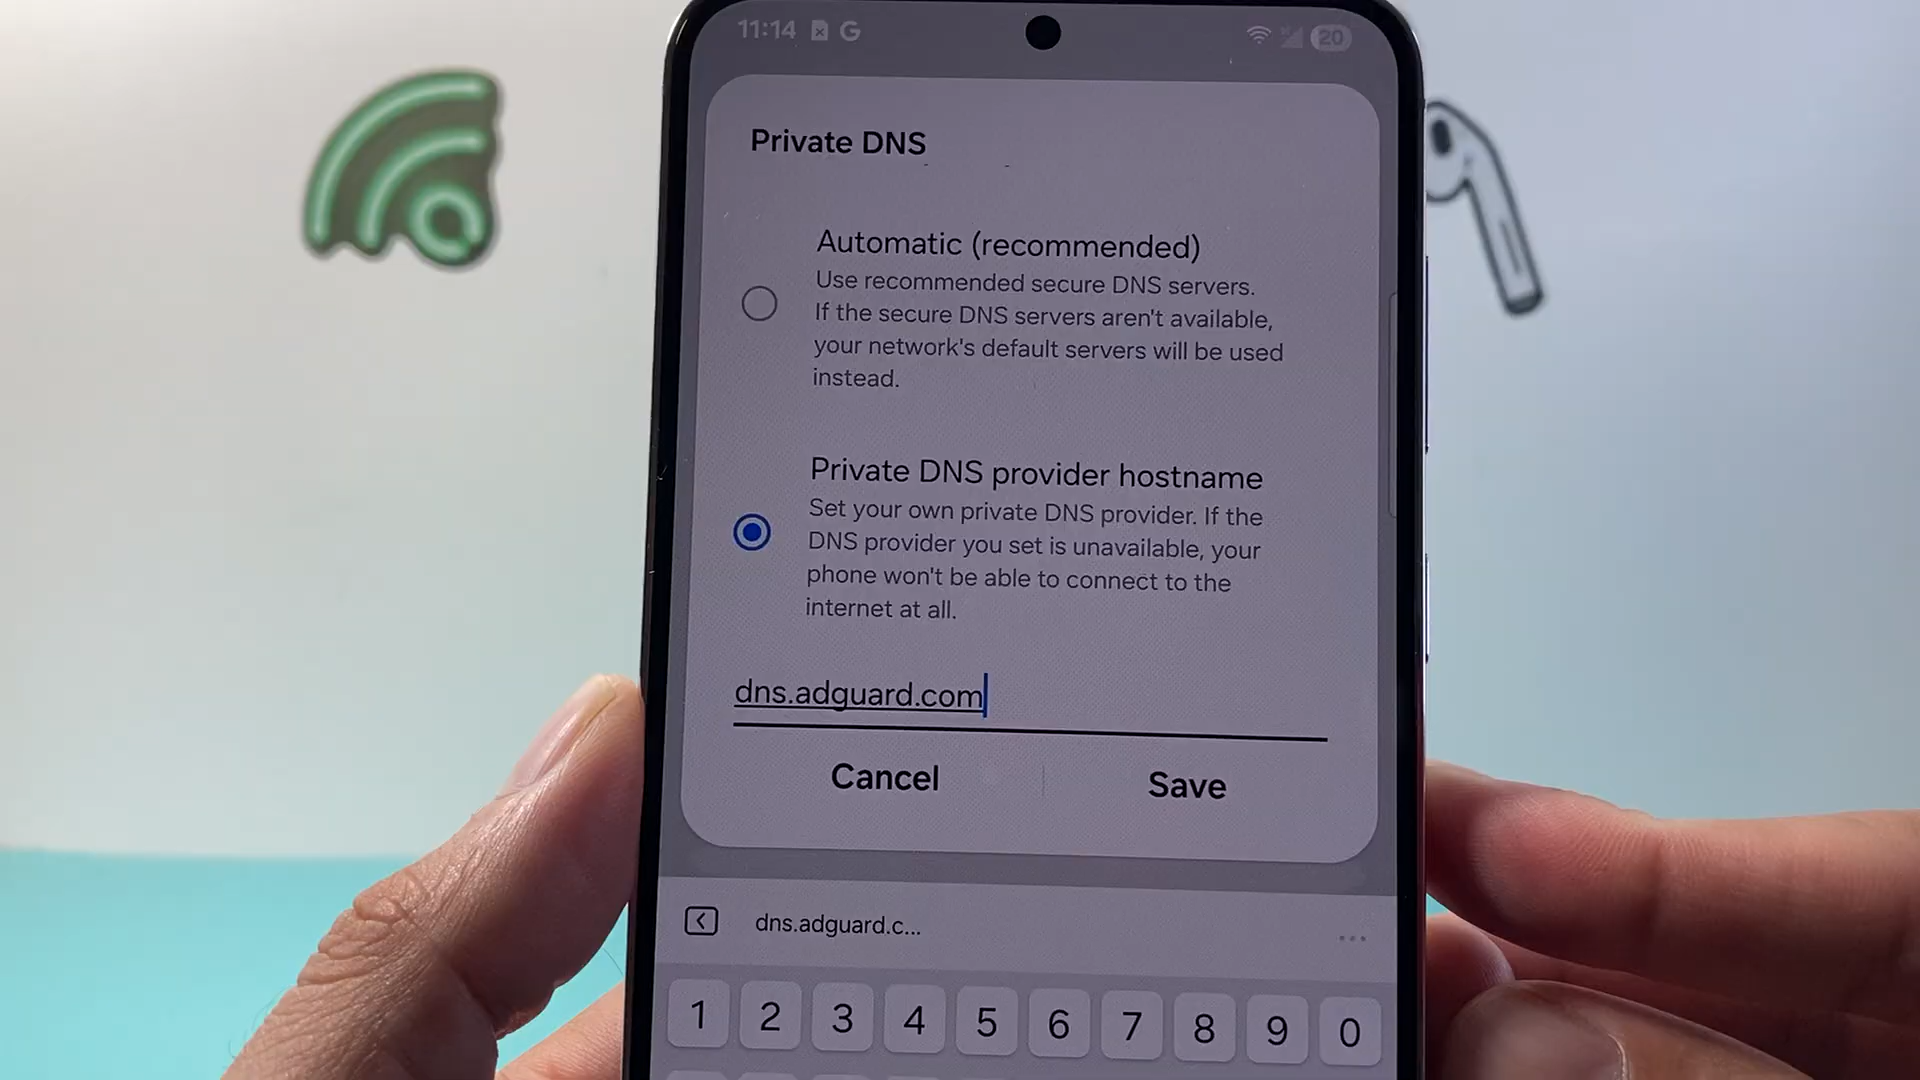 11:14 G 20
Private DNS
Automatic (recommended)
Use recommended secure DNS servers.
If the secure DNS servers aren't available,
your network's default servers will be used
instead.
Private DNS provider hostname
Set your own private DNS provider. If the
DNS provider you set is unavailable, your
phone won't be able to connect to the
internet at all.
dns.adguard.com
Cancel Save
dns.adguard.c...
1 2 3 4 5 6 7 8 9 0